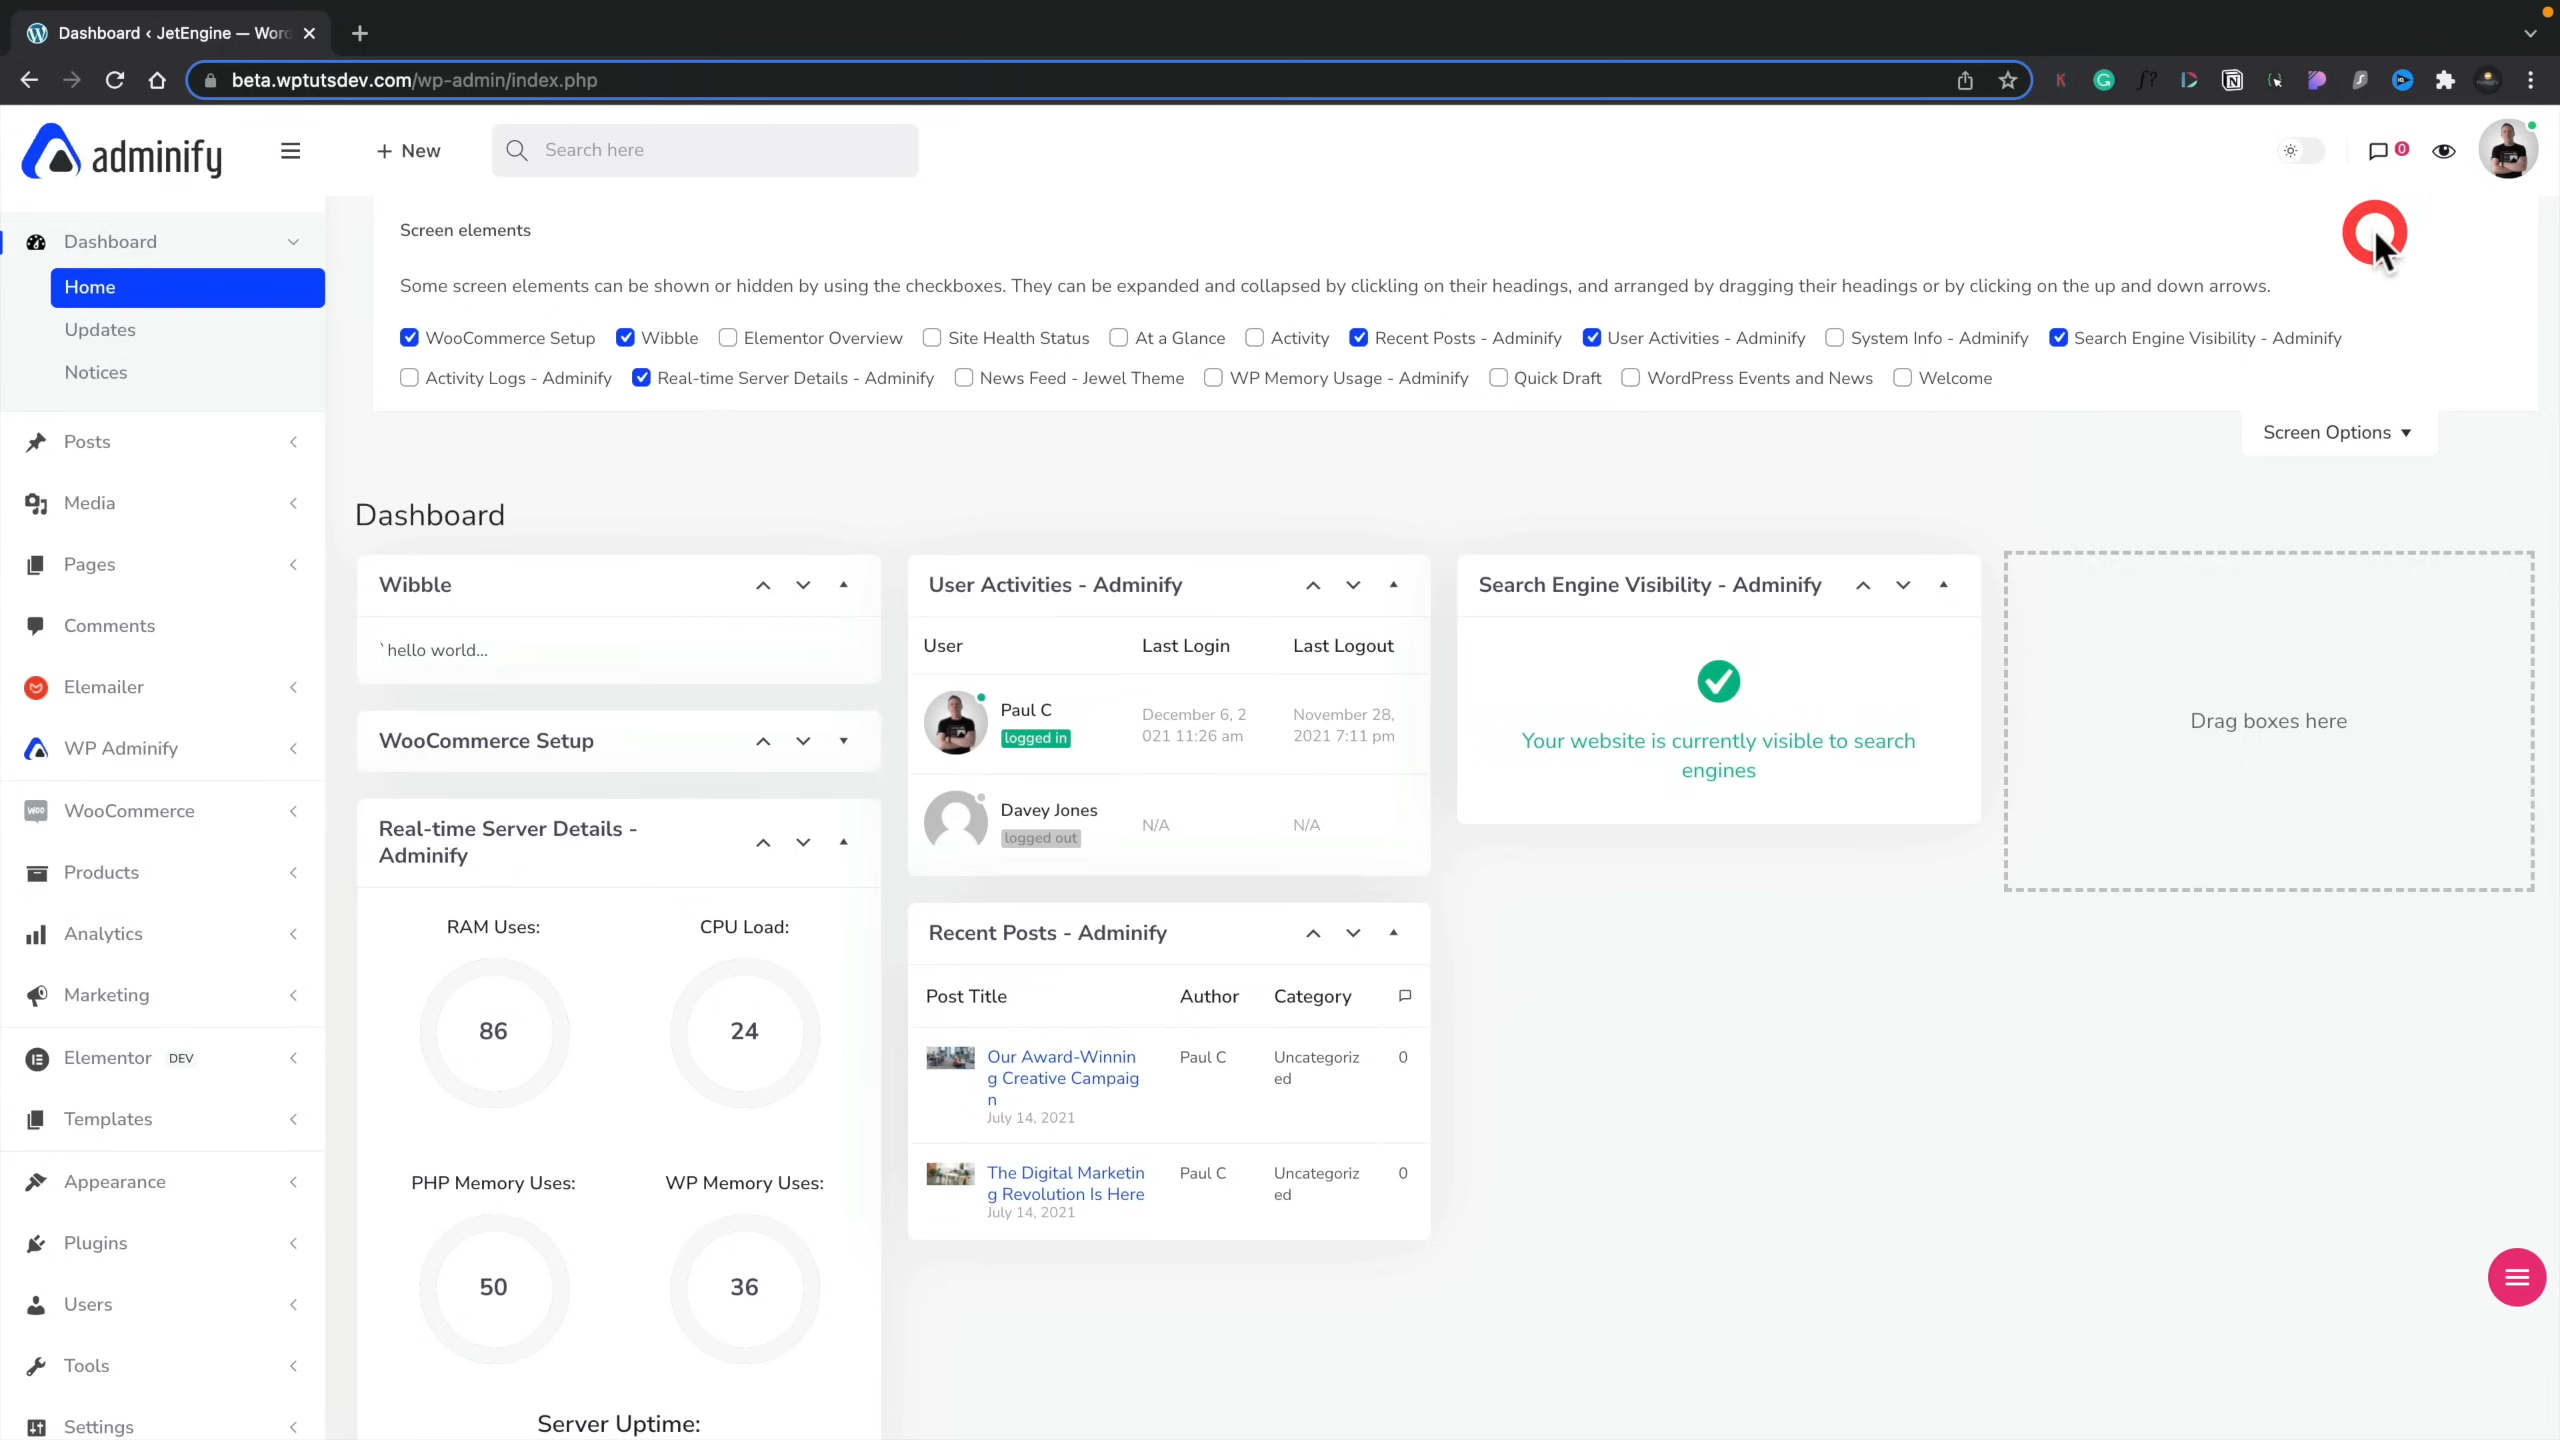 Dashboard ‹ JetEngine — Word
beta.wptutsdev.com/wp-admin/index.php
adminify
+ New
Search here
0
Dashboard
Home
Updates
Notices
Posts
Media
Pages
Comments
Elemailer
WP Adminify
WooCommerce
Products
Analytics
Marketing
Elementor DEV
Templates
Appearance
Plugins
Users
Tools
Settings
Screen elements
Some screen elements can be shown or hidden by using the checkboxes. They can be expanded and collapsed by clickling on their headings, and arranged by dragging their headings or by clicking on the up and down arrows.
WooCommerce Setup Wibble Elementor Overview Site Health Status At a Glance Activity Recent Posts - Adminify User Activities - Adminify System Info - Adminify Search Engine Visibility - Adminify
Activity Logs - Adminify Real-time Server Details - Adminify News Feed - Jewel Theme WP Memory Usage - Adminify Quick Draft WordPress Events and News Welcome
Screen Options
Dashboard
Wibble
`hello world...
WooCommerce Setup
Real-time Server Details -
Adminify
RAM Uses: CPU Load:
86 24
PHP Memory Uses: WP Memory Uses:
50 36
Server Uptime:
User Activities - Adminify
User Last Login Last Logout
Paul C
logged in
December 6, 2
021 11:26 am
November 28,
2021 7:11 pm
Davey Jones
logged out
N/A N/A
Recent Posts - Adminify
Post Title Author Category
Our Award-Winnin
g Creative Campaig
n
July 14, 2021
Paul C
Uncategoriz
ed
0
The Digital Marketin
g Revolution Is Here
July 14, 2021
Paul C
Uncategoriz
ed
0
Search Engine Visibility - Adminify
Your website is currently visible to search
engines
Drag boxes here